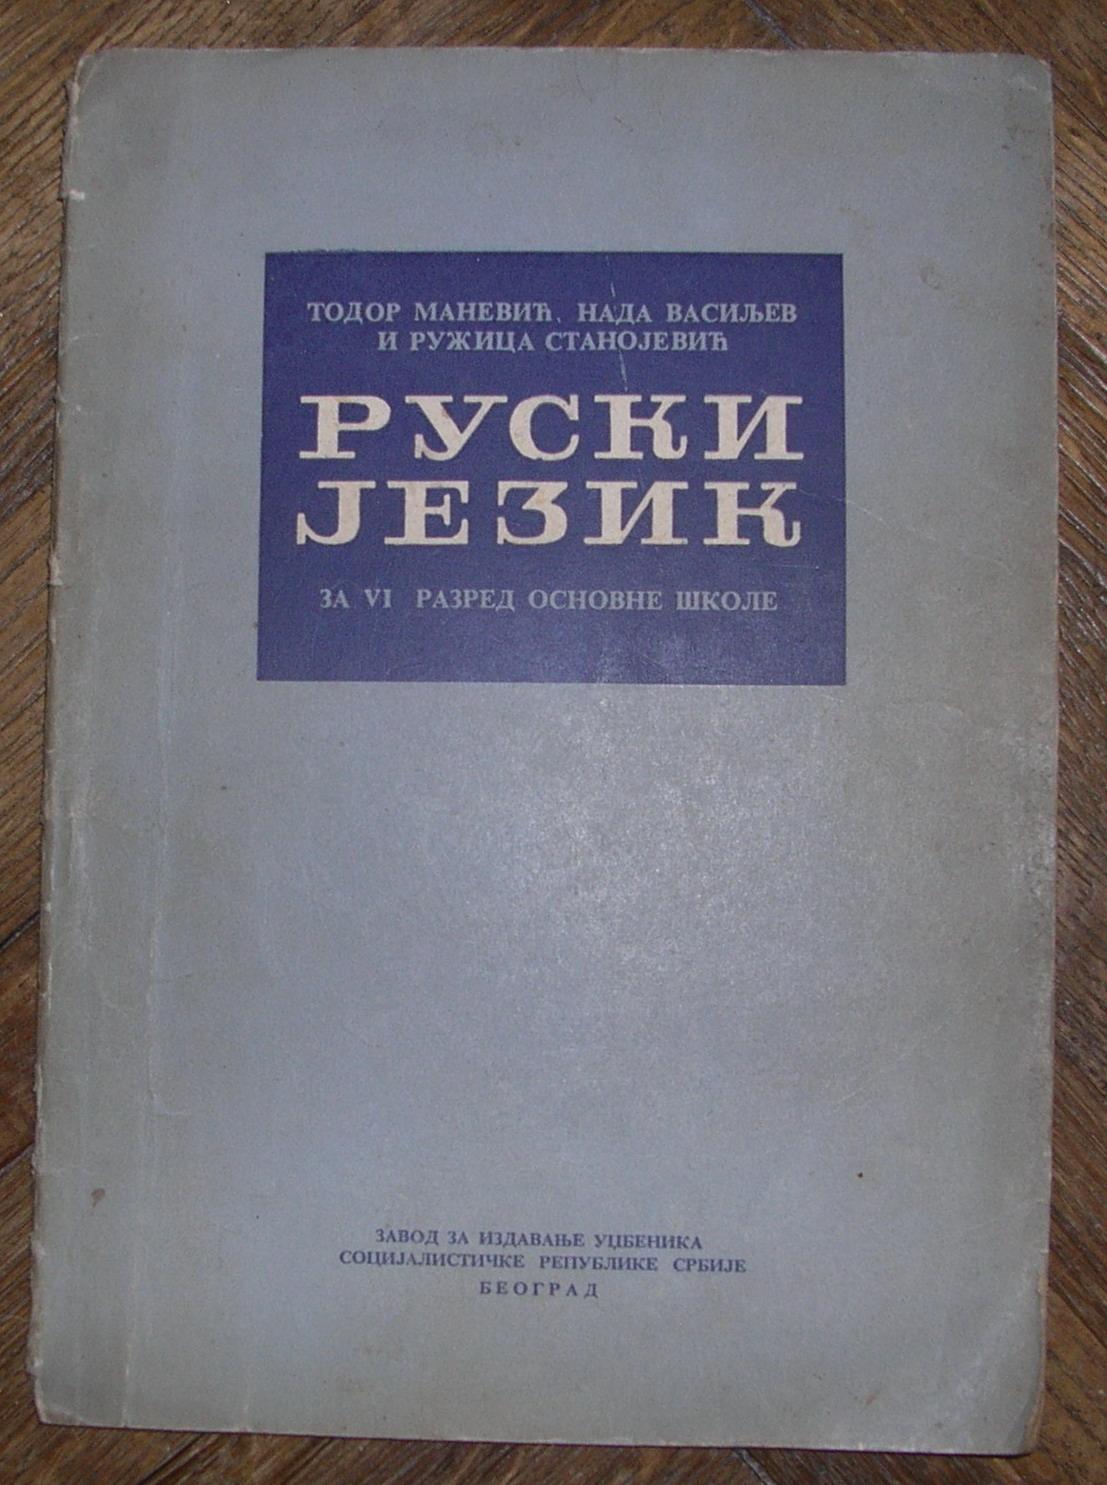 ТОДОР МАНЕВИЋ, НАДА ВАСИЉЕВ
И РУЖИЦА СТАНОЈЕВИЋ
РУСКИ
ЈЕЗИК
ЗА VI РАЗРЕД ОСНОВНЕ ШКОЛЕ
ЗАВОД ЗА ИЗДАВАЊЕ УЏБЕНИКА
СОЦИЈАЛИСТИЧКЕ РЕПУБЛИКЕ СРБИЈЕ
БЕОГРАД